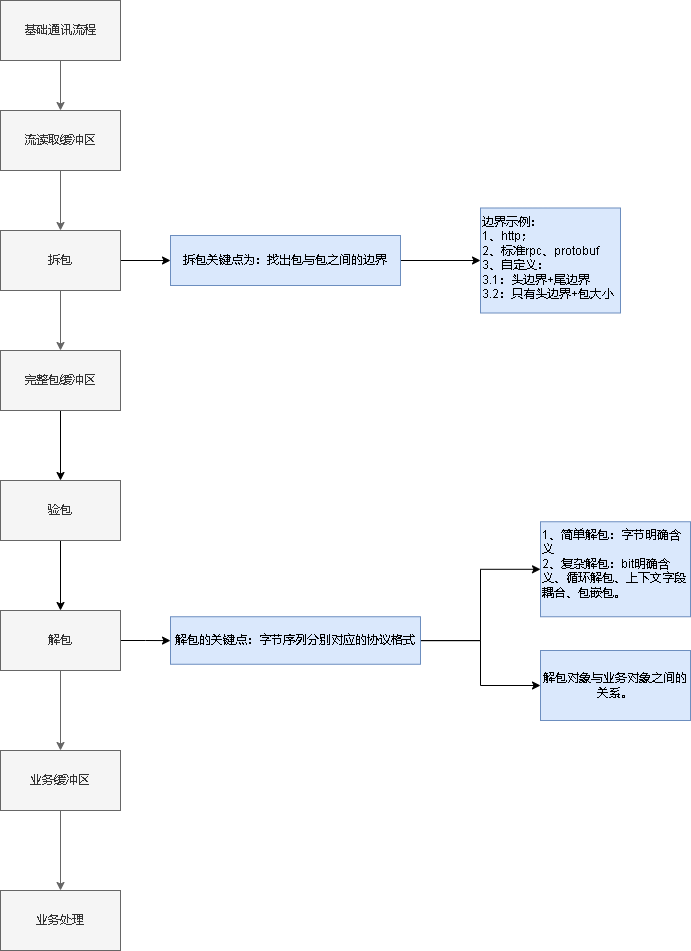 基础通讯流程
流读取缓冲区
拆包
拆包关键点为：找出包与包之间的边界
边界示例：
1、http；
2、标准rpc、protobuf
3、自定义：
3.1：头边界+尾边界
3.2：只有头边界+包大小
完整包缓冲区
验包
解包
解包的关键点：字节序列分别对应的协议格式
1、简单解包：字节明确含
义
2、复杂解包：bit明确含
义、循环解包、上下文字段
耦合、包嵌包。
解包对象与业务对象之间的
关系。
业务缓冲区
业务处理